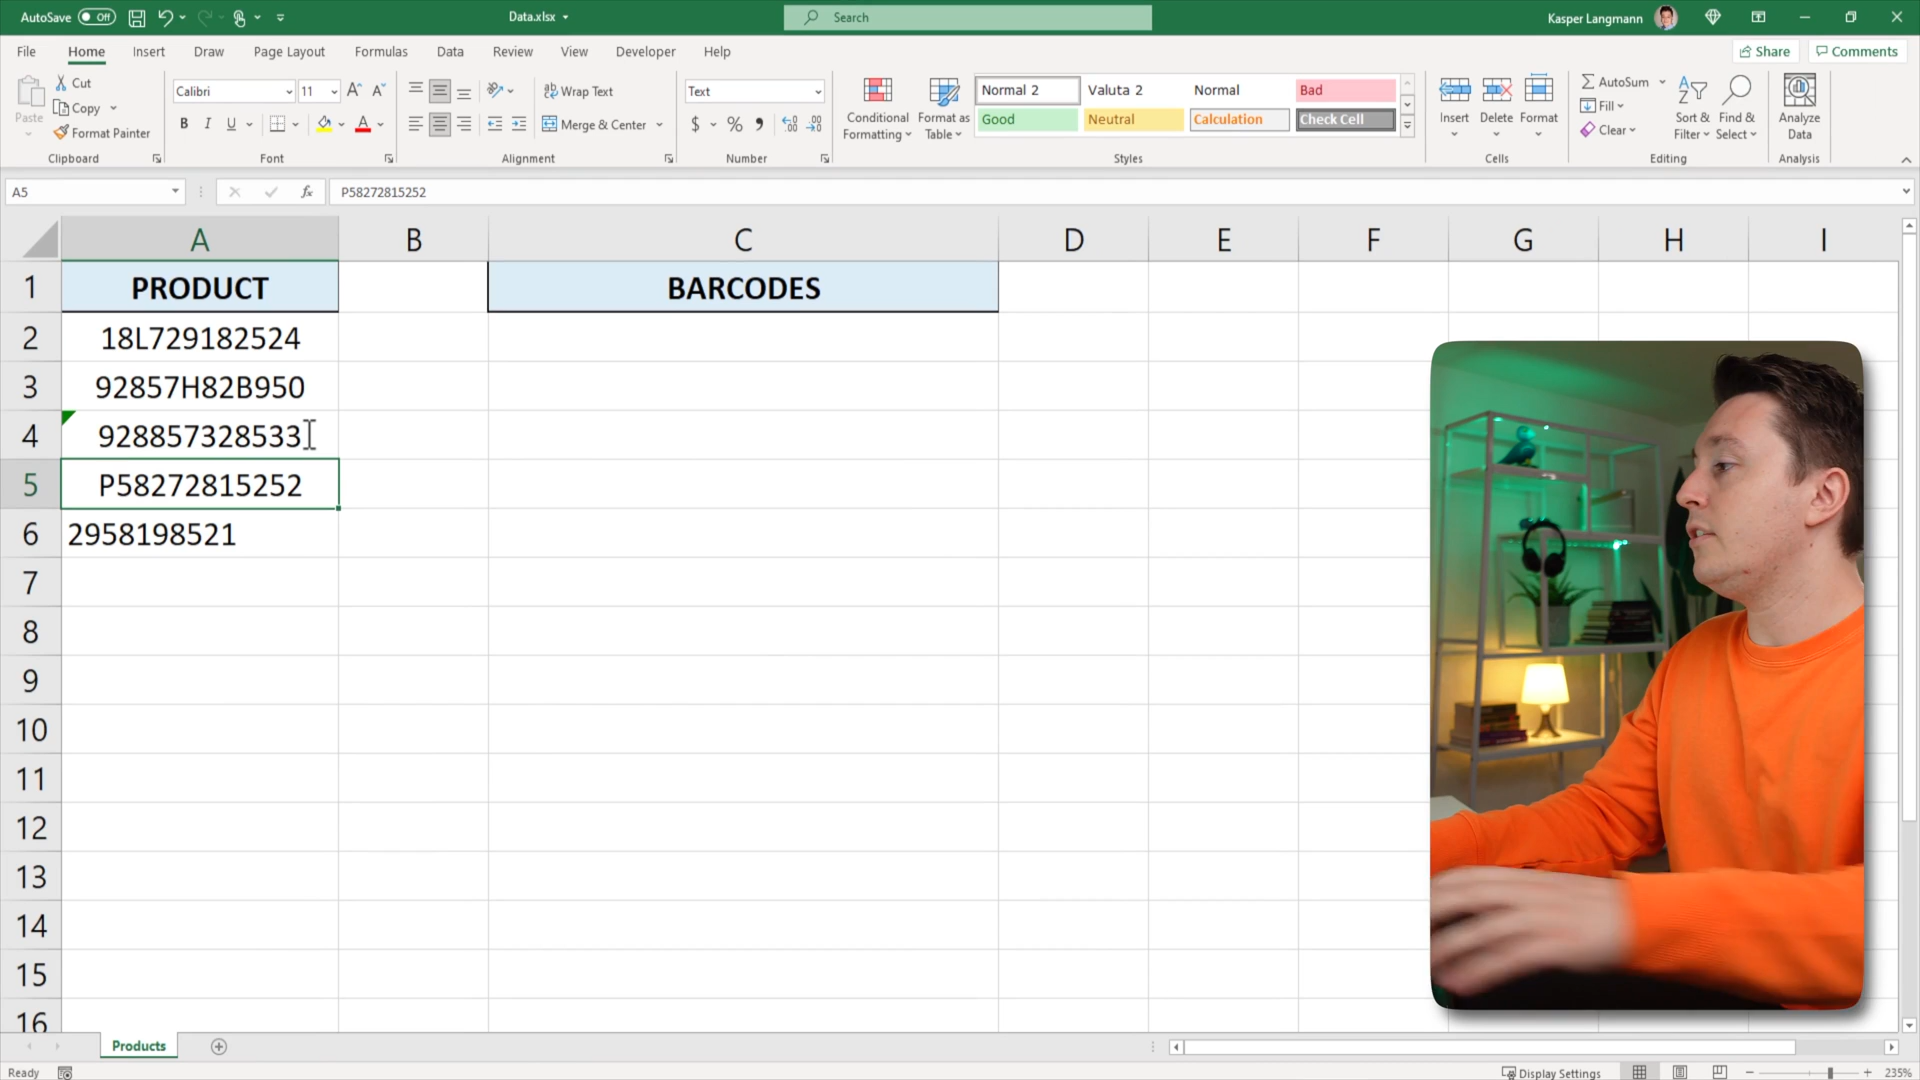 AutoSave Off Data.xlsx Search Kasper Langmann
File Home Insert Draw Page Layout Formulas Data Review View Developer Help Share Comments
Paste Cut Copy Format Painter Clipboard
Calibri 11 B I U A Font
Wrap Text Merge & Center Alignment
Text $ % Number
Conditional Formatting Format as Table
Normal 2 Valuta 2 Normal Bad
Good Neutral Calculation Check Cell
Styles
Insert Delete Format Cells
AutoSum Fill Clear Sort & Filter Find & Select Editing
Analyze Data Analysis
A5 fx P58272815252
A B C D E F G H I
1 PRODUCT BARCODES
2 18L729182524
3 92857H82B950
4 928857328533
5 P58272815252
6 2958198521
7
8
9
10
11
12
13
14
15
16
Products
Ready Display Settings 235%